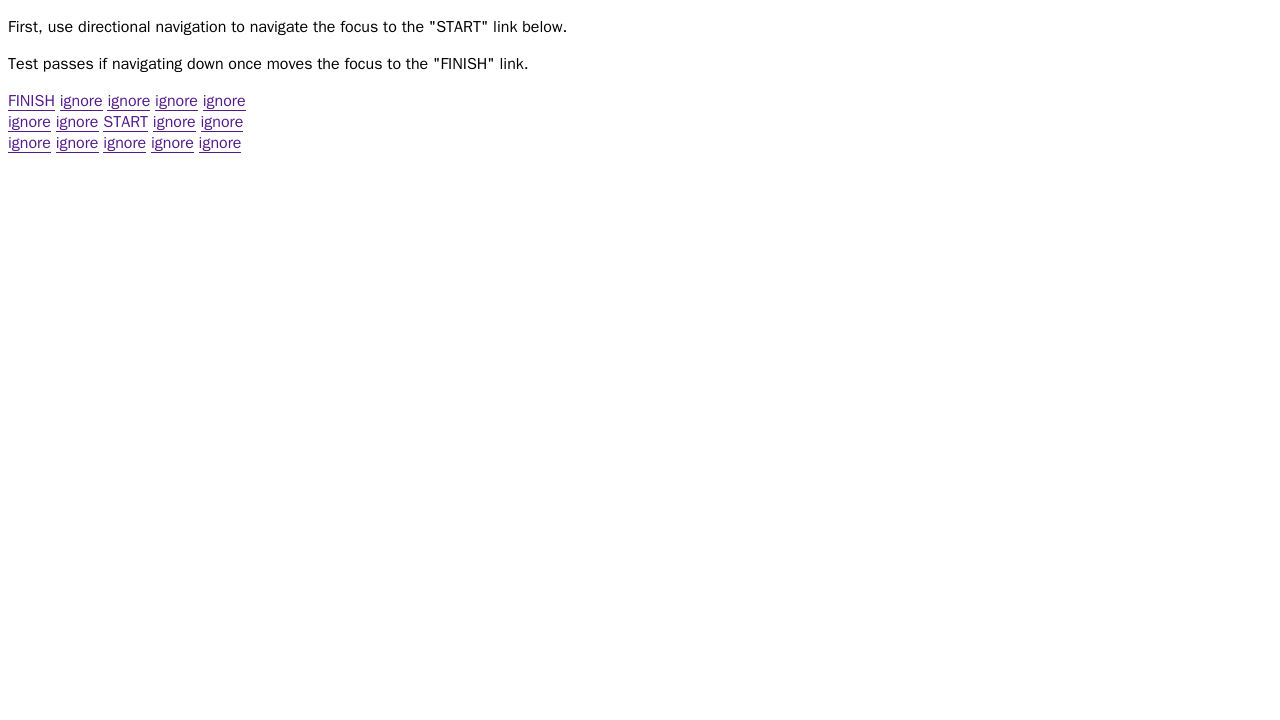 First, use directional navigation to navigate the focus to the "START" link below.
Test passes if navigating down once moves the focus to the "FINISH" link.
FINISH ignore ignore ignore ignore
ignore ignore START ignore ignore
ignore ignore ignore ignore ignore